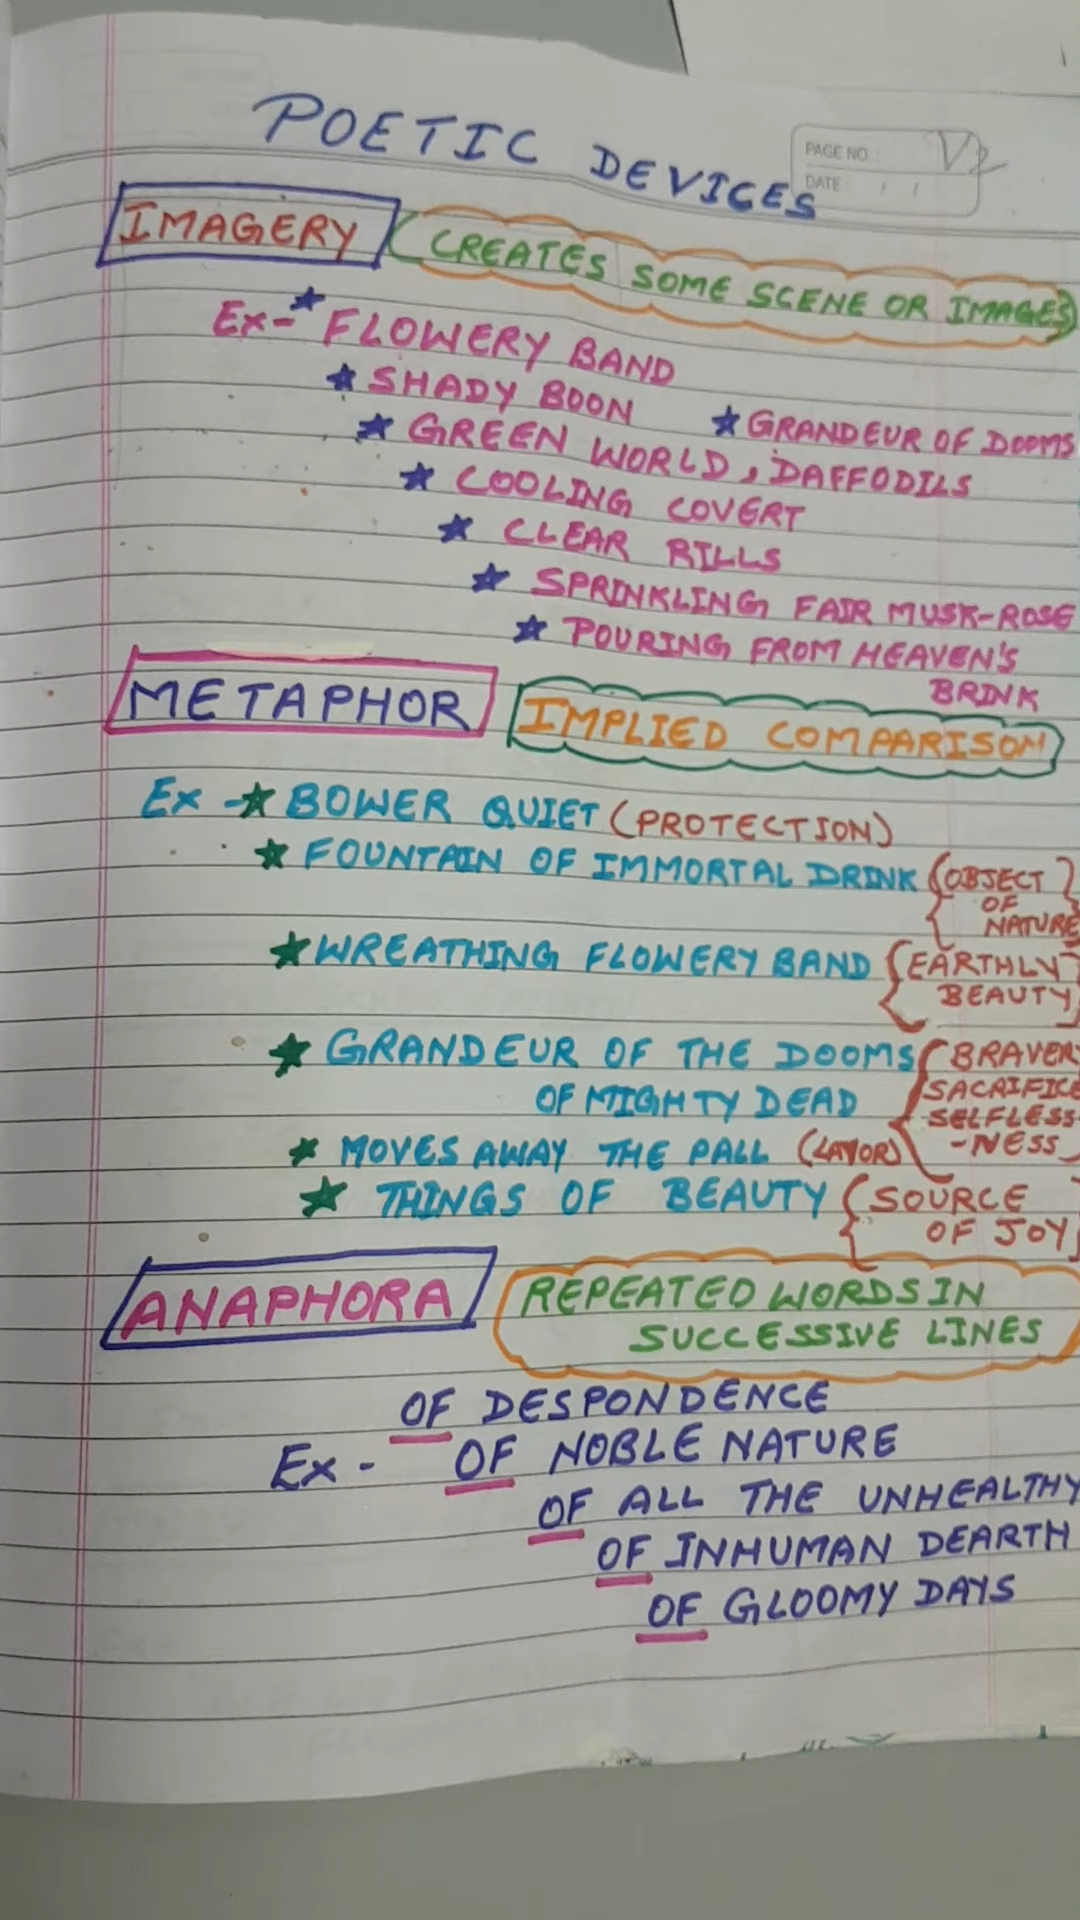 POETIC DEVICES
PAGE NO.:
DATE: / /
IMAGERY (CREATES SOME SCENE OR IMAGES)
Ex-★ FLOWERY BAND
★ SHADY BOON ★ GRANDEUR OF DOOMS
★ GREEN WORLD, DAFFODILS
★ COOLING COVERT
★ CLEAR RILLS
★ SPRINKLING FAIR MUSK-ROSE
★ POURING FROM HEAVEN'S
BRINK
METAPHOR [IMPLIED COMPARISON]
Ex -★ BOWER QUIET (PROTECTION)
★ FOUNTAIN OF IMMORTAL DRINK {OBJECT
OF
NATURE}
★ WREATHING FLOWERY BAND {EARTHLY
BEAUTY}
★ GRANDEUR OF THE DOOMS {BRAVER
OF MIGHTY DEAD SACRIFICE
SELFLESS
★ MOVES AWAY THE PALL (LAYOR) -NESS}
★ THINGS OF BEAUTY {SOURCE
OF JOY}
ANAPHORA (REPEATED WORDS IN
SUCCESSIVE LINES
OF DESPONDENCE
Ex - OF NOBLE NATURE
OF ALL THE UNHEALTHY
OF INHUMAN DEARTH
OF GLOOMY DAYS